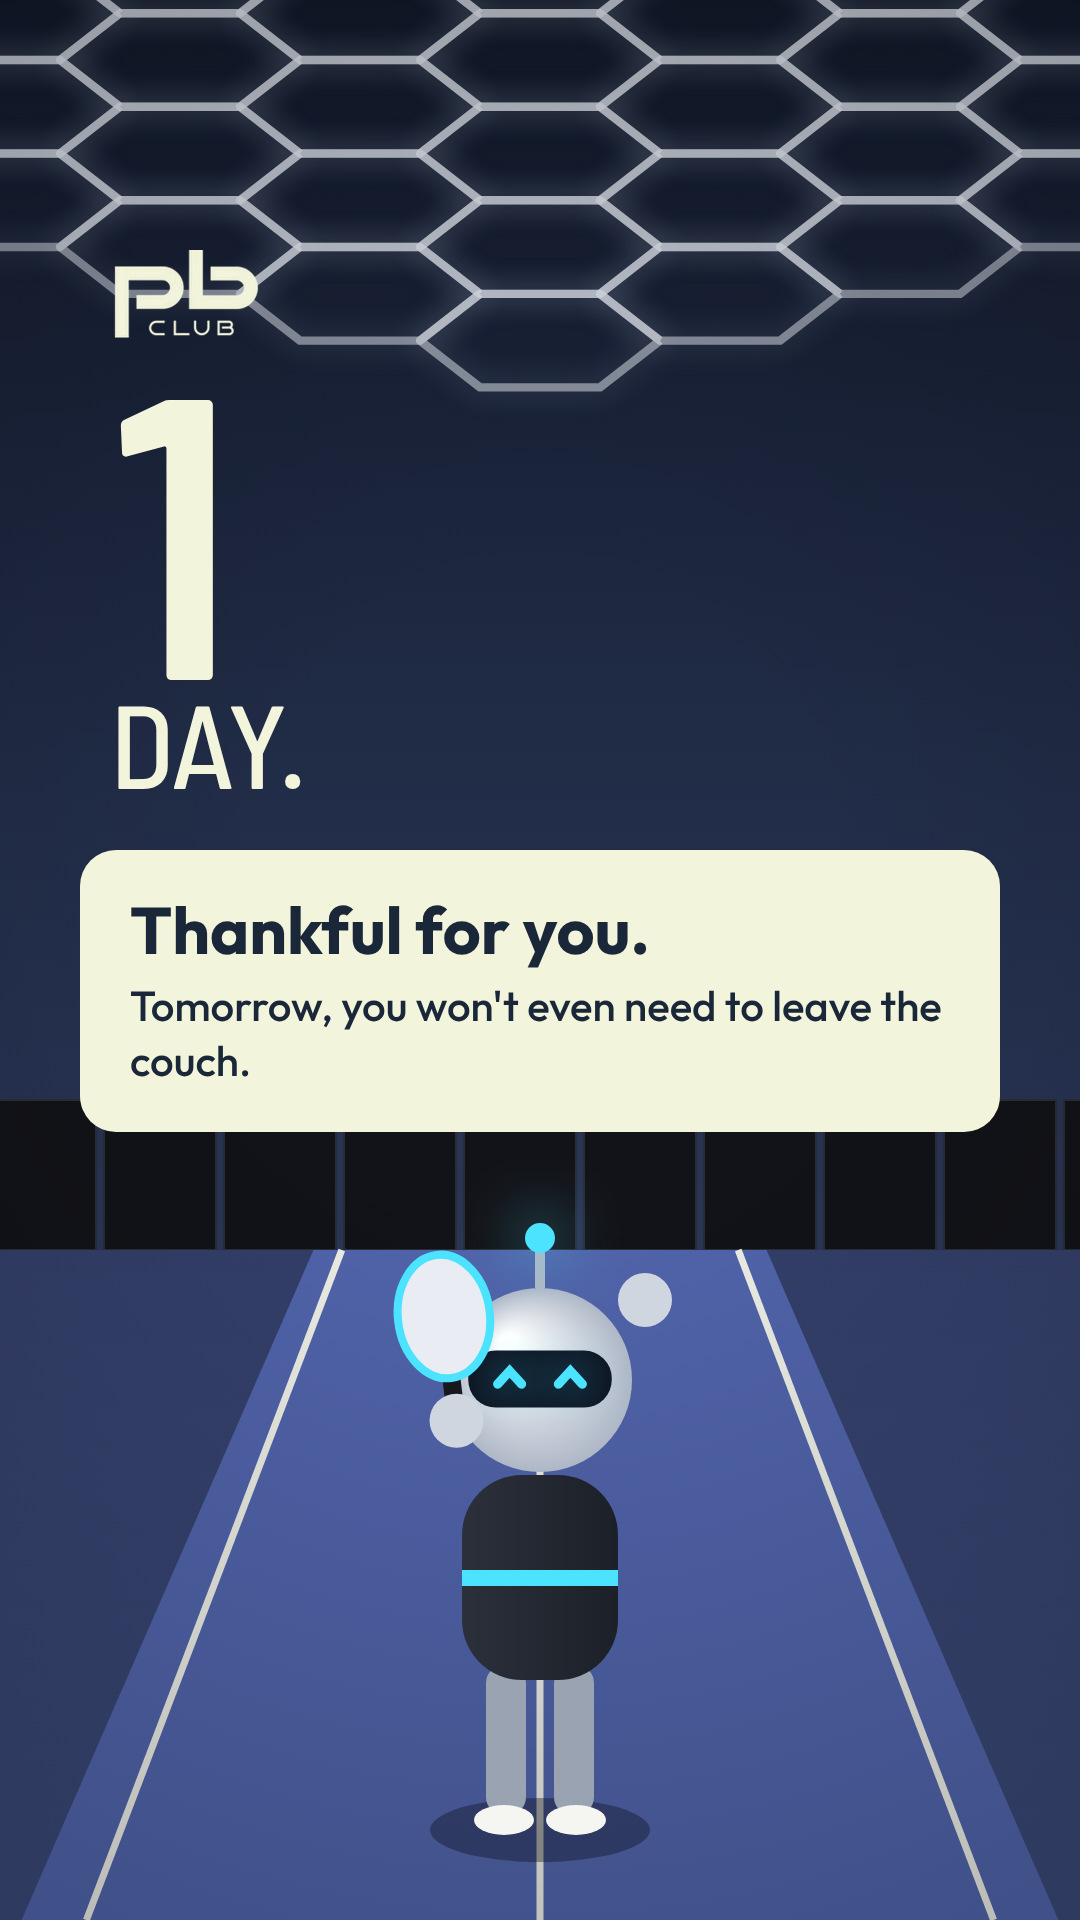 pb
CLUB
1
DAY.
Thankful for you.
Tomorrow, you won't even need to leave the
couch.